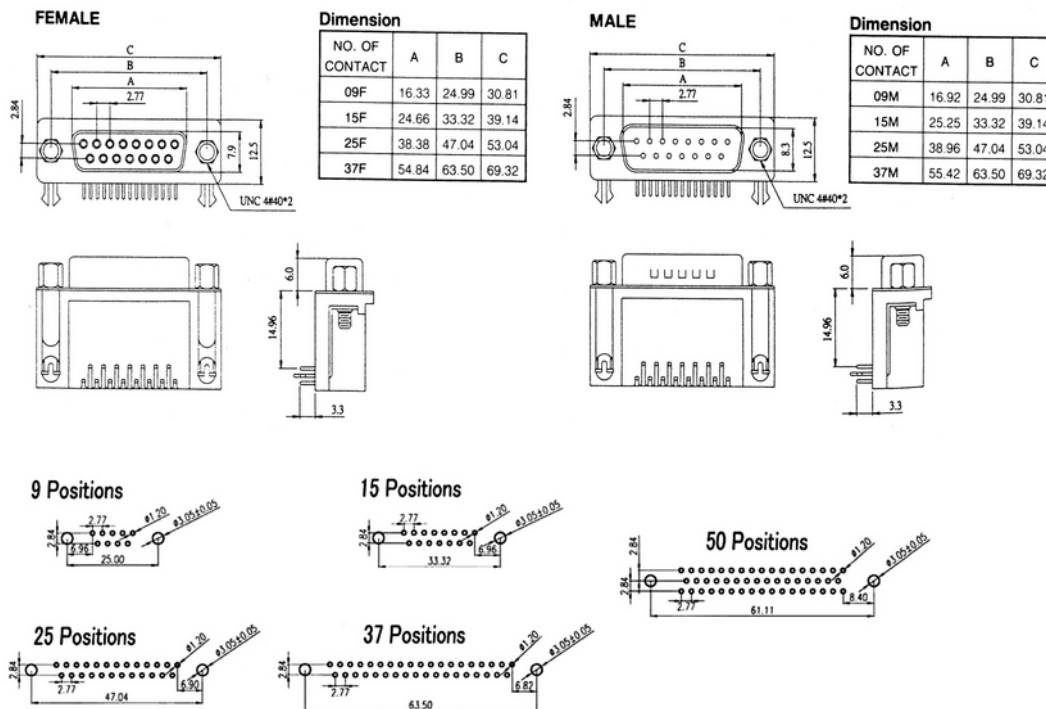 FEMALE
Dimension
NO. OF CONTACT A B C
09F 16.33 24.99 30.81
15F 24.66 33.32 39.14
25F 38.38 47.04 53.04
37F 54.84 63.50 69.32
C
B
A
2.77
2.84
7.9
12.5
UNC 4#40*2
MALE
Dimension
NO. OF CONTACT A B C
09M 16.92 24.99 30.81
15M 25.25 33.32 39.14
25M 38.96 47.04 53.04
37M 55.42 63.50 69.32
C
B
A
2.77
2.84
8.3
12.5
UNC 4#40*2
6.0
14.96
3.3
6.0
14.96
3.3
9 Positions
2.77
ø1.20
ø3.05±0.05
2.84
6.96
25.00
15 Positions
2.77
ø1.20
ø3.05±0.05
2.84
6.96
33.32
50 Positions
ø1.20
ø3.05±0.05
2.84
2.84
2.77
8.40
61.11
25 Positions
ø1.20
ø3.05±0.05
2.84
2.77
6.90
47.04
37 Positions
ø1.20
ø3.05±0.05
2.84
2.77
6.82
63.50